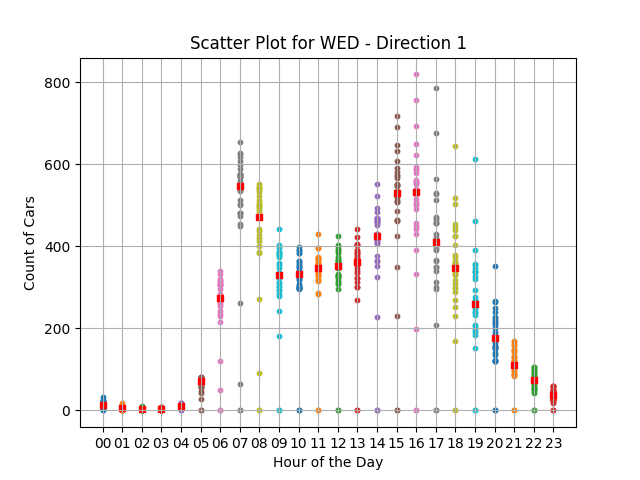 Scatter Plot for WED - Direction 1
800
600
400
200
0
Count of Cars
00 01 02 03 04 05 06 07 08 09 10 11 12 13 14 15 16 17 18 19 20 21 22 23
Hour of the Day